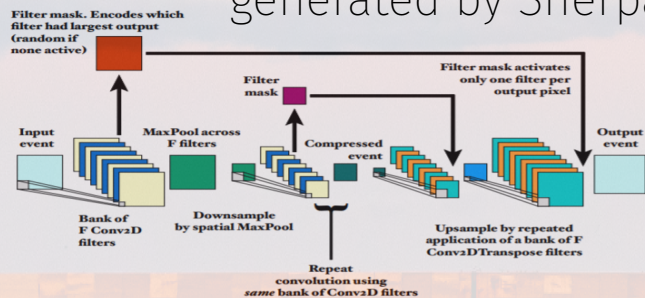 generated by Sherpa
Filter mask. Encodes which
filter had largest output
(random if
none active)
Filter mask activates
only one filter per
output pixel
Filter
mask
Input
event
MaxPool across
F filters
Compressed
event
Output
event
Bank of
F Conv2D
filters
Downsample
by spatial MaxPool
Upsample by repeated
application of a bank of F
Conv2DTranspose filters
Repeat
convolution using
same bank of Conv2D filters